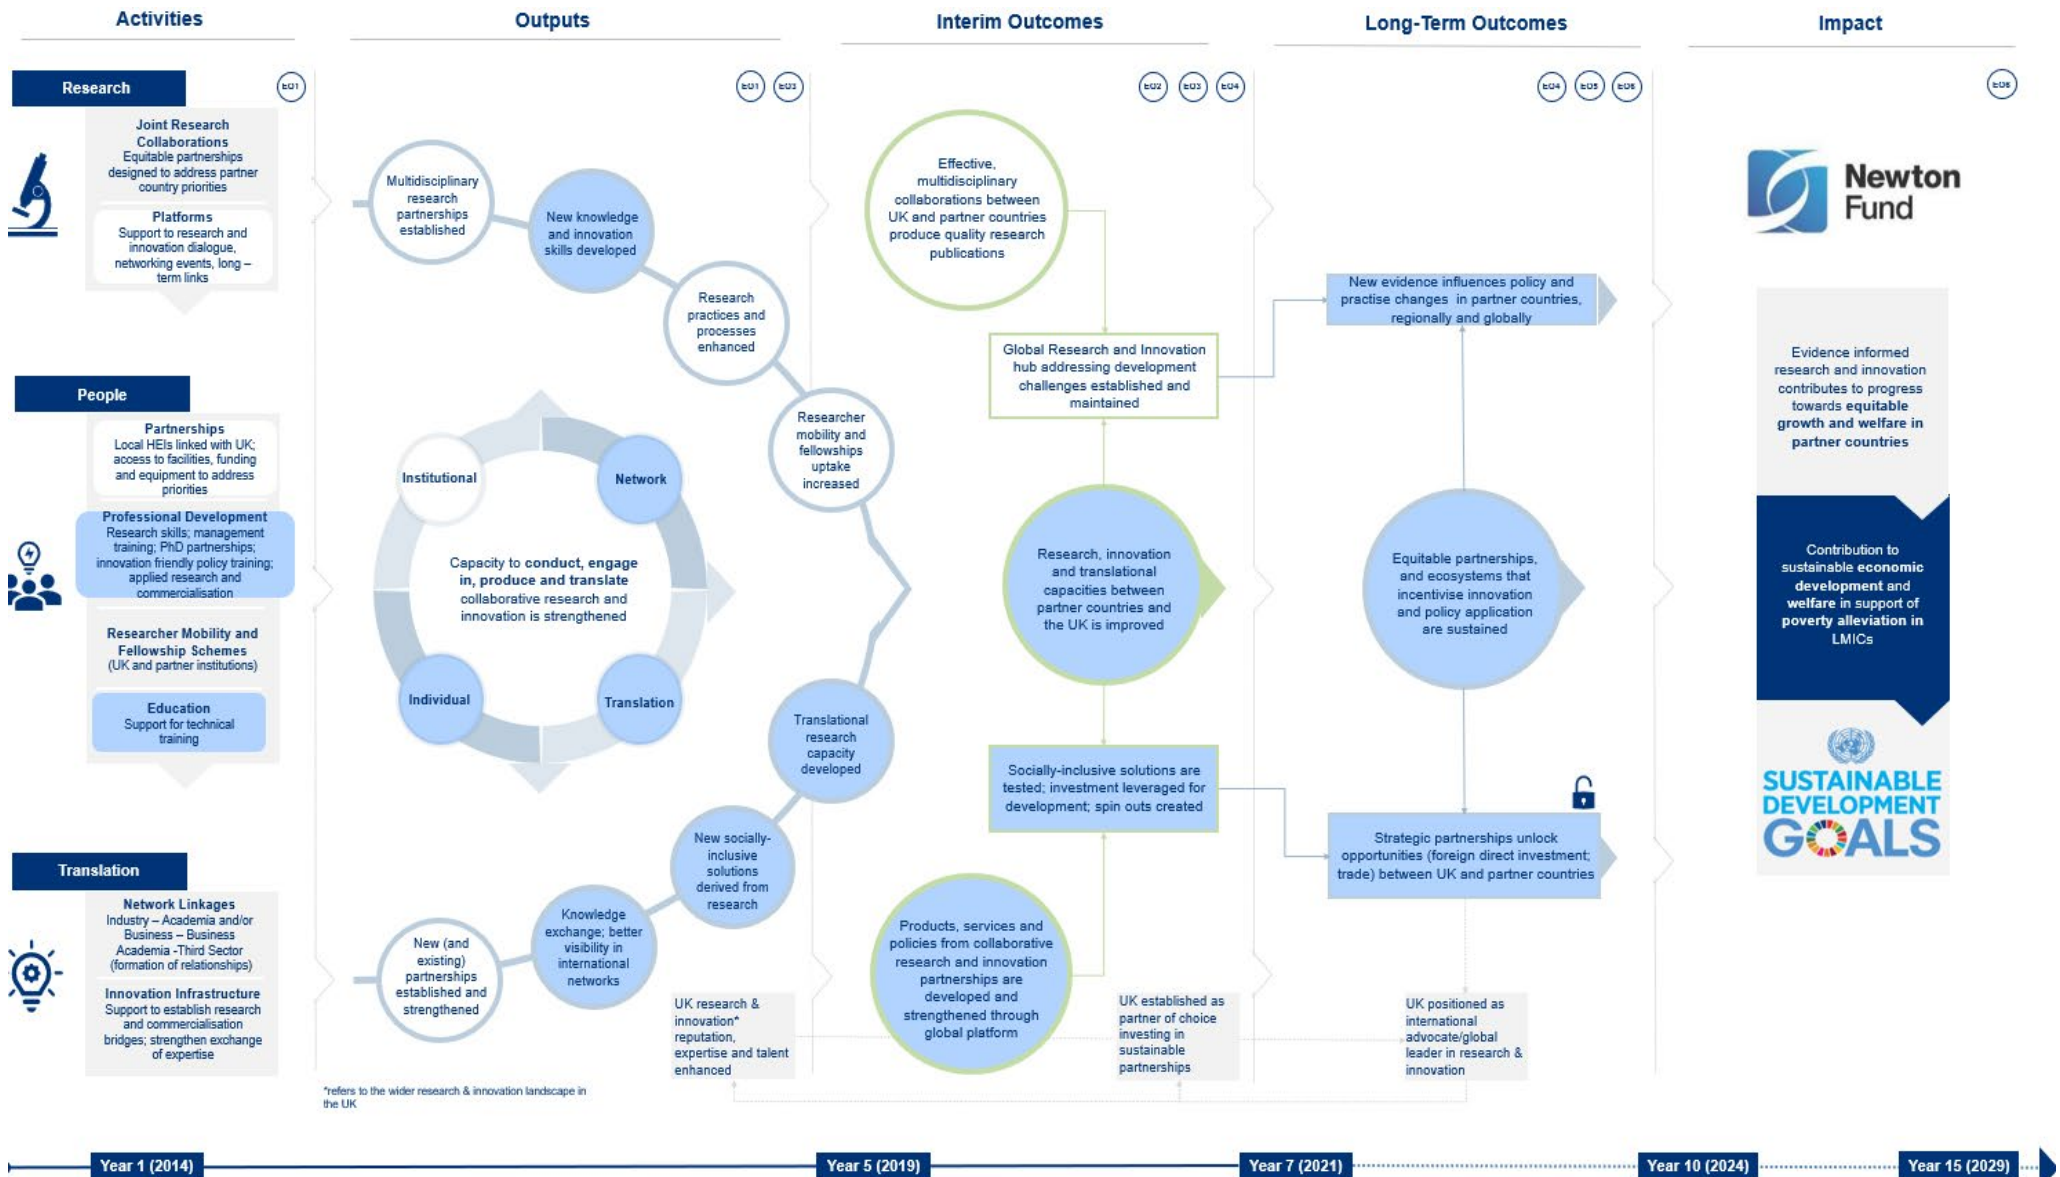 Activities
Outputs
Interim Outcomes
Long-Term Outcomes
Impact
Research
EQ1
EQ1
EQ3
EQ2
EQ3
EQ4
EQ4
EQ5
EQ6
EQ6
Joint Research
Collaborations
Equitable partnerships
designed to address partner
country priorities
Platforms
Support to research and
innovation dialogue,
networking events, long –
term links
People
Partnerships
Local HEIs linked with UK;
access to facilities, funding
and equipment to address
priorities
Professional Development
Research skills; management
training; PhD partnerships;
innovation friendly policy training;
applied research and
commercialisation
Researcher Mobility and
Fellowship Schemes
(UK and partner institutions)
Education
Support for technical
training
Translation
Network Linkages
Industry – Academia and/or
Business – Business
Academia -Third Sector
(formation of relationships)
Innovation Infrastructure
Support to establish research
and commercialisation
bridges; strengthen exchange
of expertise
Multidisciplinary
research
partnerships
established
New knowledge
and innovation
skills developed
Research
practices and
processes
enhanced
Researcher
mobility and
fellowships
uptake
increased
Institutional
Network
Capacity to conduct, engage
in, produce and translate
collaborative research and
innovation is strengthened
Individual
Translation
Translational
research
capacity
developed
New socially-
inclusive
solutions
derived from
research
Knowledge
exchange; better
visibility in
international
networks
New (and
existing)
partnerships
established and
strengthened
UK research &
innovation*
reputation,
expertise and talent
enhanced
*refers to the wider research & innovation landscape in
the UK
Effective,
multidisciplinary
collaborations between
UK and partner countries
produce quality research
publications
Global Research and Innovation
hub addressing development
challenges established and
maintained
Research, innovation
and translational
capacities between
partner countries and
the UK is improved
Socially-inclusive solutions are
tested; investment leveraged for
development; spin outs created
Products, services and
policies from collaborative
research and innovation
partnerships are
developed and
strengthened through
global platform
UK established as
partner of choice
investing in
sustainable
partnerships
New evidence influences policy and
practise changes in partner countries,
regionally and globally
Equitable partnerships,
and ecosystems that
incentivise innovation
and policy application
are sustained
Strategic partnerships unlock
opportunities (foreign direct investment;
trade) between UK and partner countries
UK positioned as
international
advocate/global
leader in research &
innovation
Newton
Fund
Evidence informed
research and innovation
contributes to progress
towards equitable
growth and welfare in
partner countries
Contribution to
sustainable economic
development and
welfare in support of
poverty alleviation in
LMICs
SUSTAINABLE
DEVELOPMENT
GOALS
Year 1 (2014)
Year 5 (2019)
Year 7 (2021)
Year 10 (2024)
Year 15 (2029)